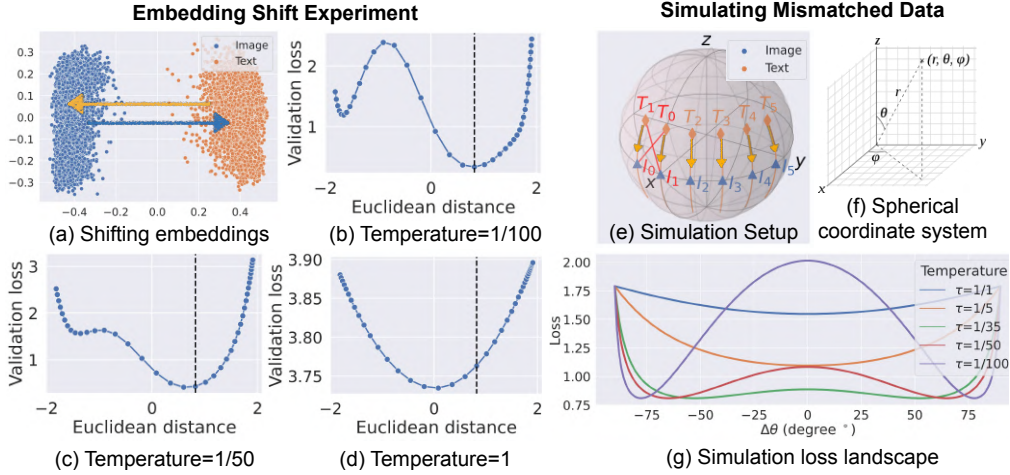 Embedding Shift Experiment
Simulating Mismatched Data
Image
Text
0.3
0.2
0.1
0.0
−0.1
−0.2
−0.3
−0.4 −0.2 0.0 0.2 0.4
(a) Shifting embeddings
Validation loss
2
1
−2 0 2
Euclidean distance
(b) Temperature=1/100
Validation loss
3
2
1
−2 0 2
Euclidean distance
(c) Temperature=1/50
Validation loss
3.90
3.85
3.80
3.75
−2 0 2
Euclidean distance
(d) Temperature=1
Image
Text
z
T1 T0 T2 T3 T4 T5
I0 I1 I2 I3 I4 I5
x
y
(e) Simulation Setup
z
(r, θ, φ)
r
θ
φ
y
x
(f) Spherical
coordinate system
Loss
2.00
1.75
1.50
1.25
1.00
0.75
Temperature
τ=1/1
τ=1/5
τ=1/35
τ=1/50
τ=1/100
−75 −50 −25 0 25 50 75
Δθ (degree °)
(g) Simulation loss landscape